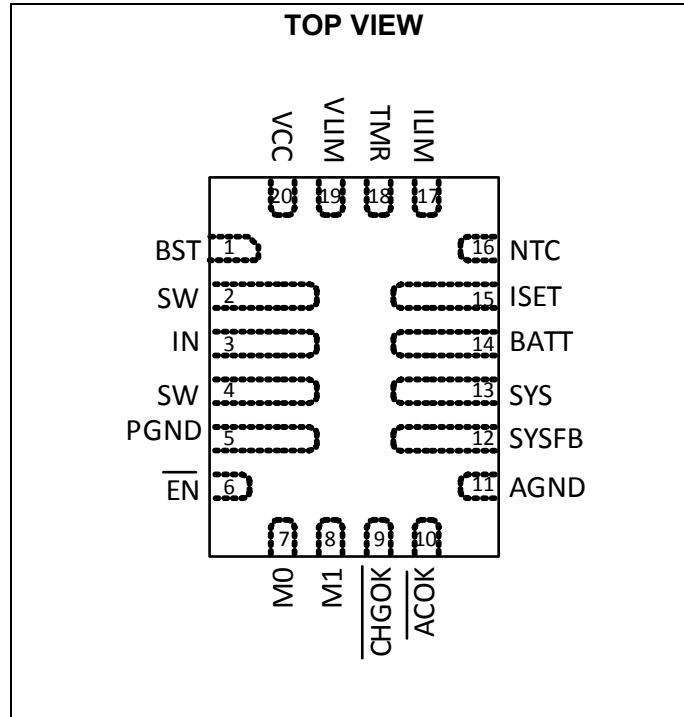 TOP VIEW
VCC
VLIM
TMR
ILIM
20
19
18
17
BST 1
16 NTC
SW 2
15 ISET
IN 3
14 BATT
SW 4
13 SYS
PGND 5
12 SYSFB
EN 6
11 AGND
7
8
9
10
M0
M1
CHGOK
ACOK